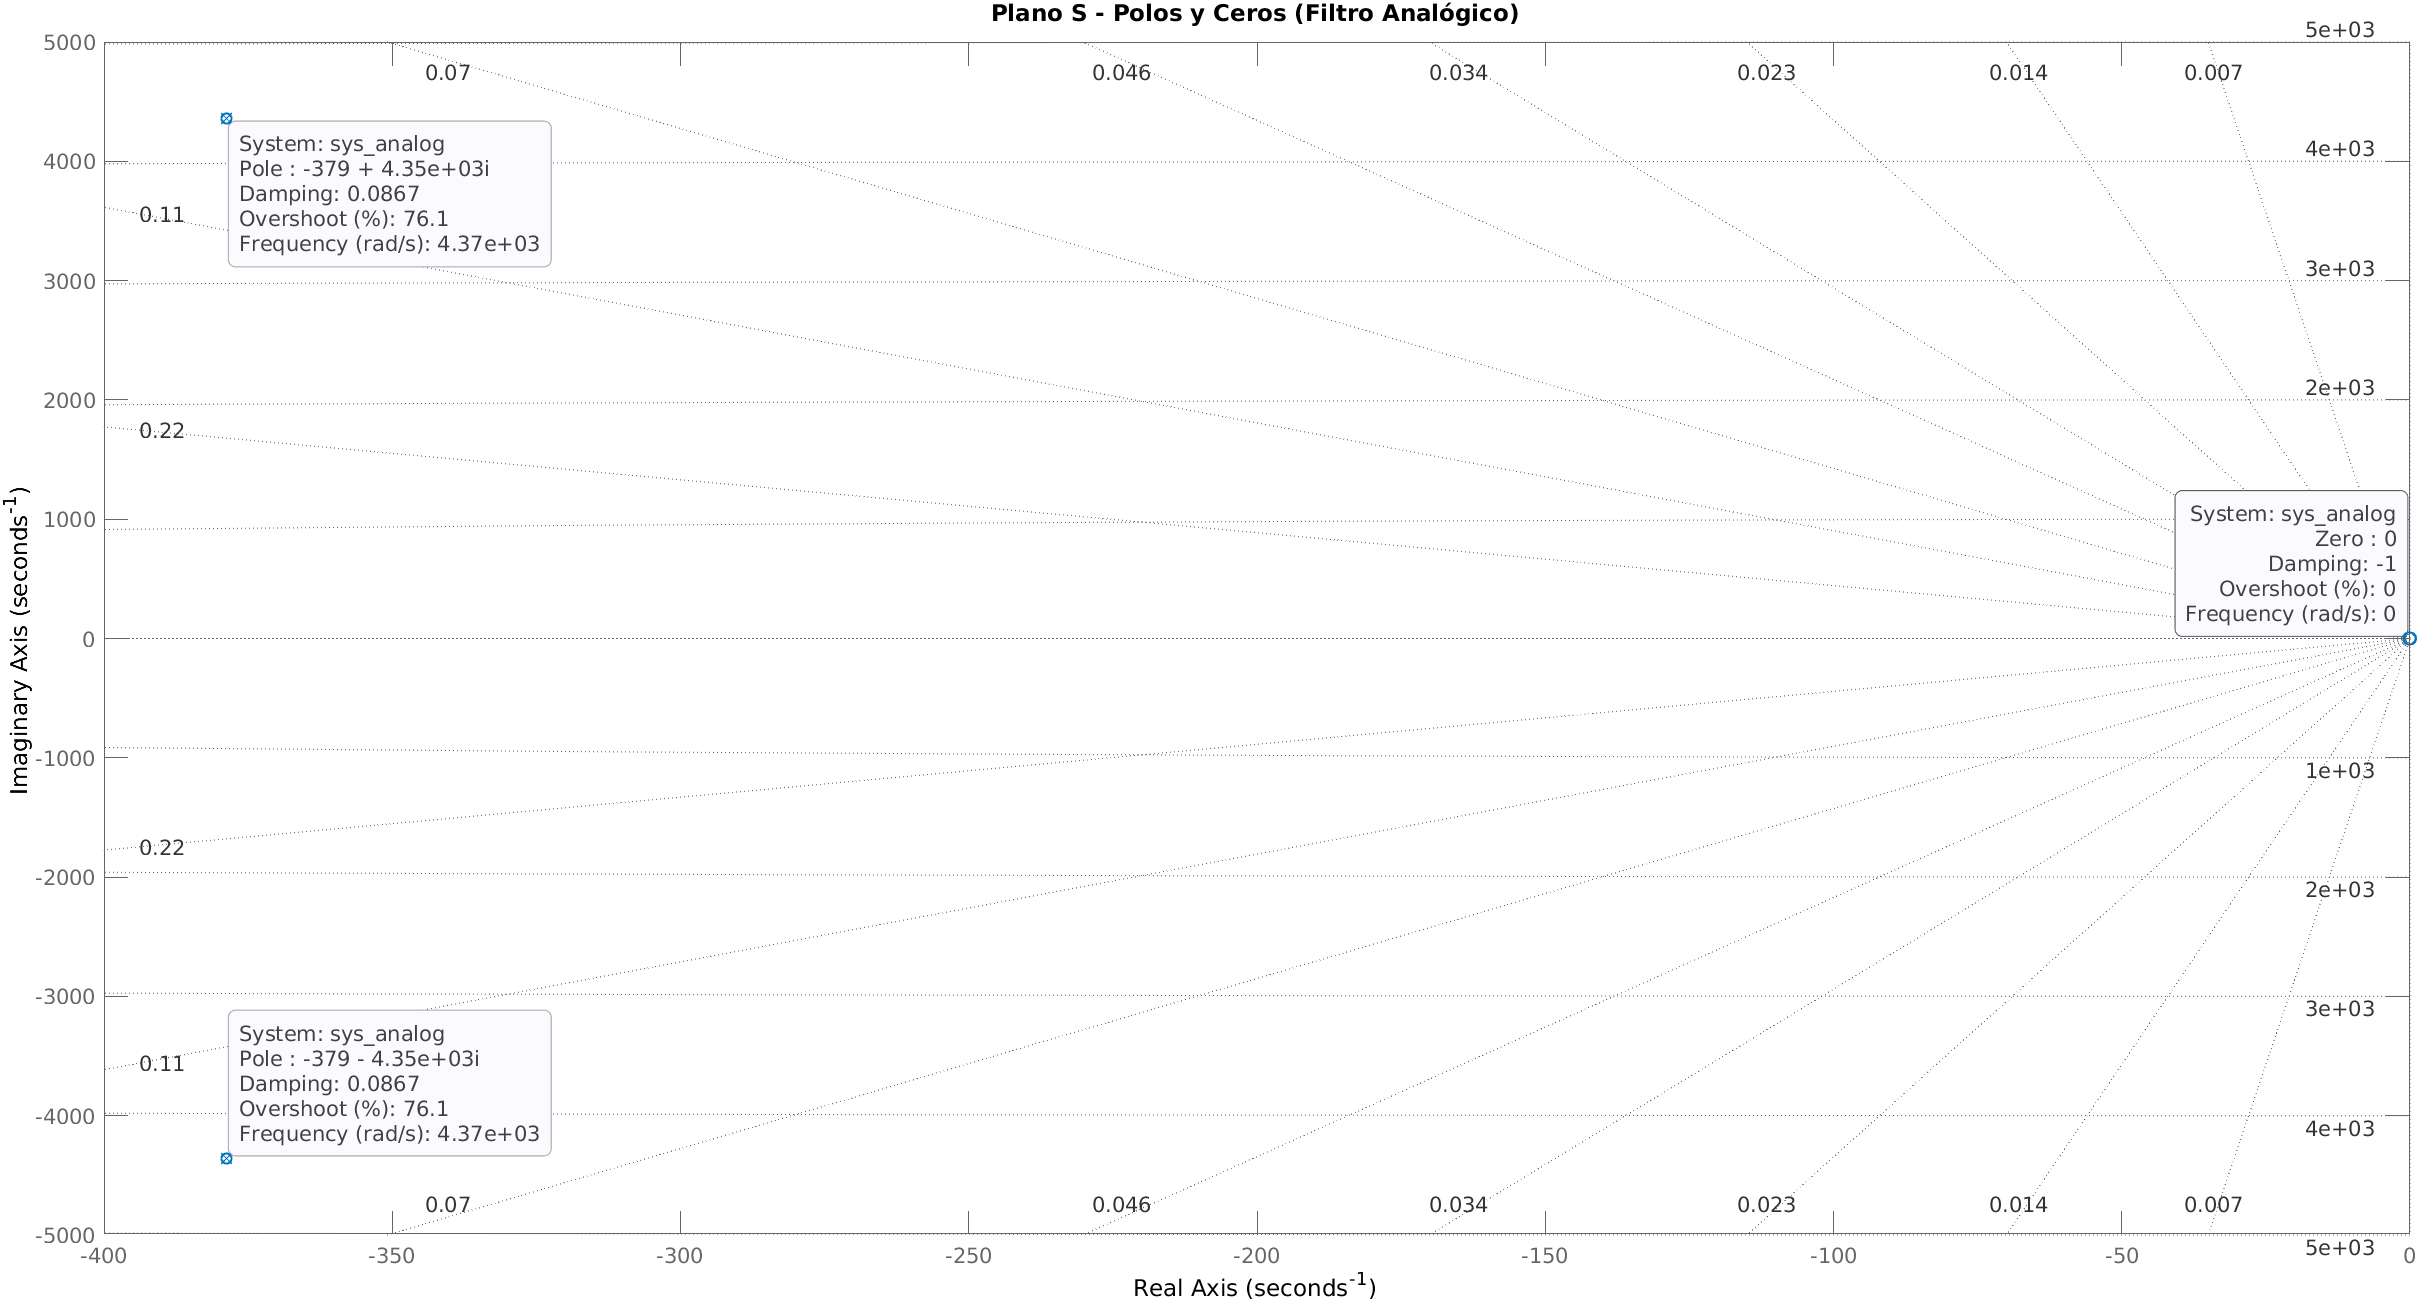 Plano S - Polos y Ceros (Filtro Analógico)
5000
5e+03
0.07 0.046 0.034 0.023 0.014 0.007
System: sys_analog
Pole : -379 + 4.35e+03i
Damping: 0.0867
Overshoot (%): 76.1
Frequency (rad/s): 4.37e+03
4000
4e+03
0.11
3000
3e+03
2000
2e+03
0.22
1000
System: sys_analog
Zero : 0
Damping: -1
Overshoot (%): 0
Frequency (rad/s): 0
0
Imaginary Axis (seconds⁻¹)
-1000
1e+03
0.22
-2000
2e+03
-3000
3e+03
System: sys_analog
Pole : -379 - 4.35e+03i
Damping: 0.0867
Overshoot (%): 76.1
Frequency (rad/s): 4.37e+03
0.11
-4000
4e+03
0.07 0.046 0.034 0.023 0.014 0.007
-5000
5e+03
-400 -350 -300 -250 -200 -150 -100 -50 0
Real Axis (seconds⁻¹)